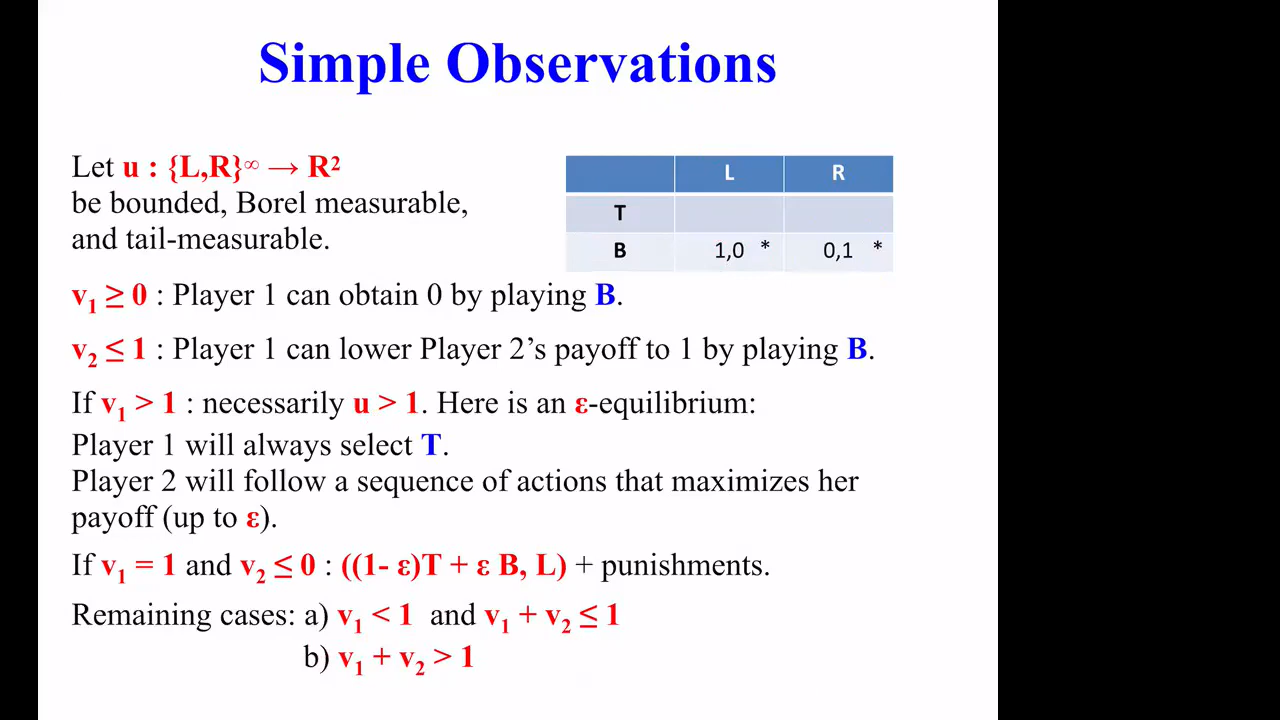 Simple Observations
Let u : {L,R}∞ → R²
be bounded, Borel measurable,
and tail-measurable.
L R
T
B 1,0 * 0,1 *
v₁ ≥ 0 : Player 1 can obtain 0 by playing B.
v₂ ≤ 1 : Player 1 can lower Player 2’s payoff to 1 by playing B.
If v₁ > 1 : necessarily u > 1. Here is an ε-equilibrium:
Player 1 will always select T.
Player 2 will follow a sequence of actions that maximizes her
payoff (up to ε).
If v₁ = 1 and v₂ ≤ 0 : ((1- ε)T + ε B, L) + punishments.
Remaining cases: a) v₁ < 1 and v₁ + v₂ ≤ 1
b) v₁ + v₂ > 1